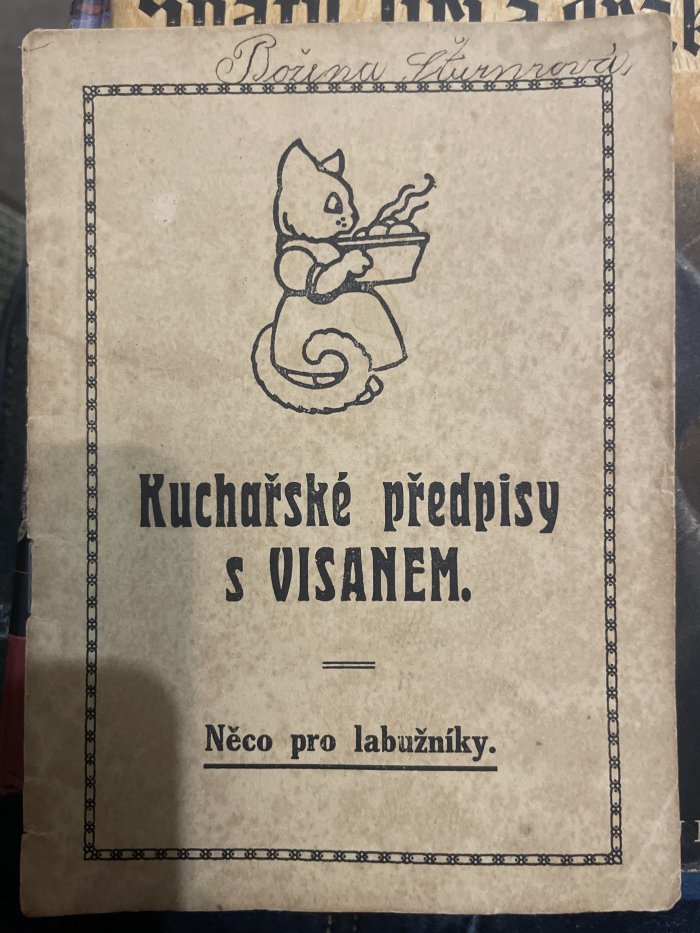 Božena Šturmová
Kuchařské předpisy
s VISANEM.
Něco pro labužníky.